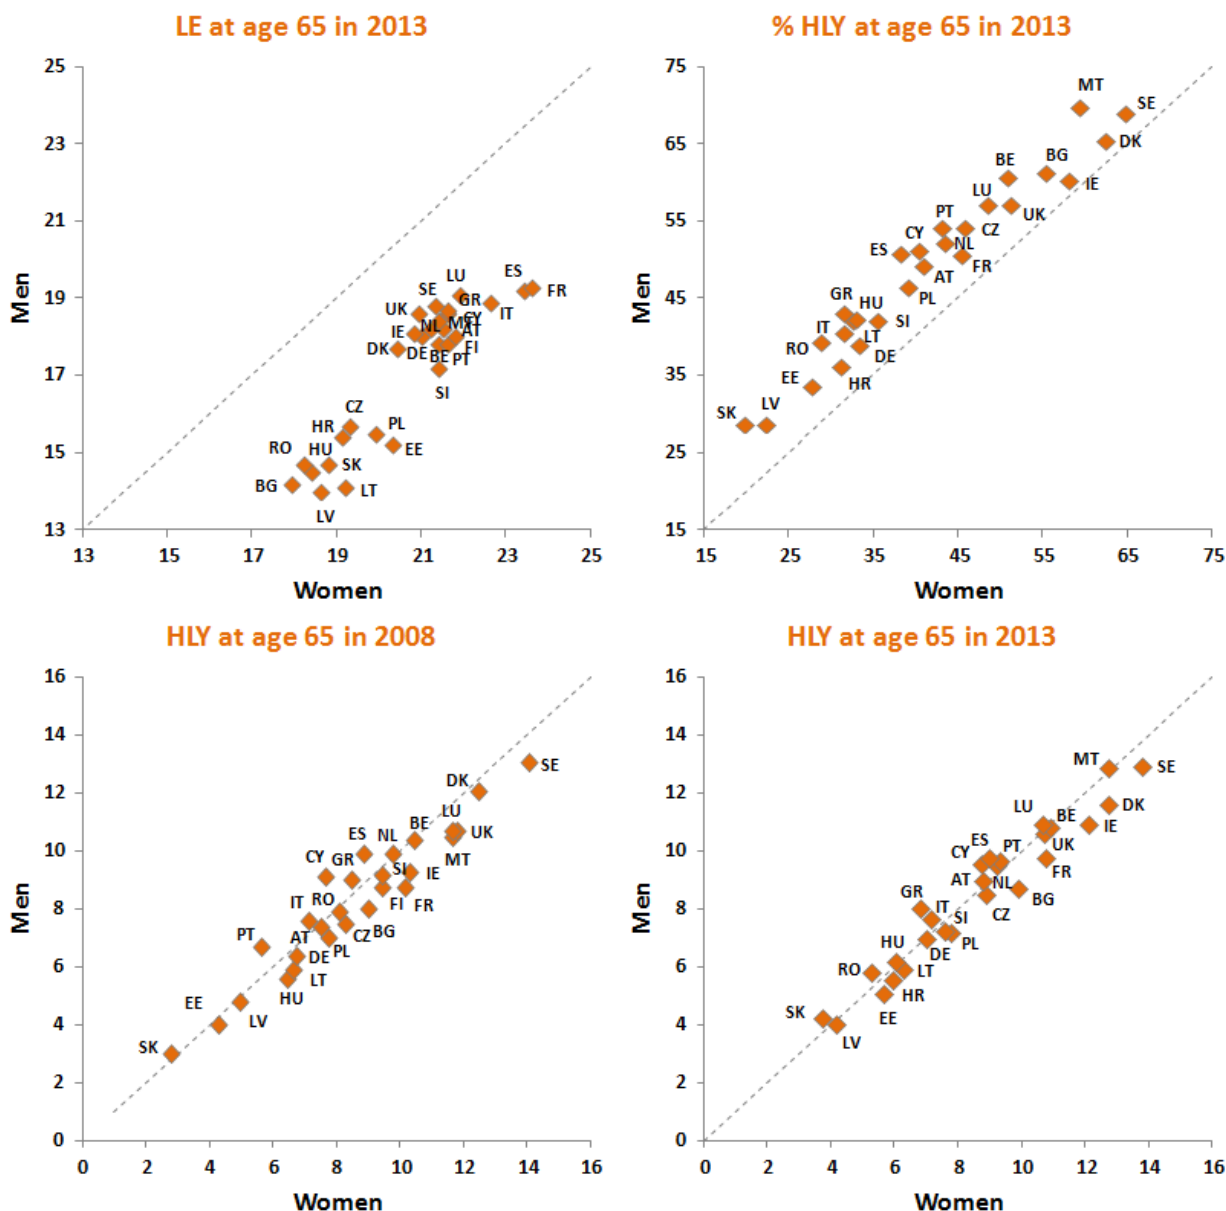 LE at age 65 in 2013
25
23
21
19
17
15
13
Men
ES
FR
LU
SE
GR
IT
UK
CY
NL
M
AT
IE
DK
DE
BE
FI
PT
SI
CZ
HR
PL
EE
RO
HU
SK
BG
LT
LV
13 15 17 19 21 23 25
Women
% HLY at age 65 in 2013
75
65
55
45
35
25
15
Men
MT
SE
DK
BE
BG
IE
LU
UK
PT
CZ
CY
NL
ES
FR
AT
PL
GR
HU
SI
IT
LT
RO
DE
EE
HR
SK
LV
15 25 35 45 55 65 75
Women
HLY at age 65 in 2008
16
14
12
10
8
6
4
2
0
Men
SE
DK
LU
BE
UK
ES
NL
MT
CY
GR
SI
IE
IT
RO
FI
FR
PT
AT
CZ
BG
PL
DE
LT
HU
EE
LV
SK
0 2 4 6 8 10 12 14 16
Women
HLY at age 65 in 2013
16
14
12
10
8
6
4
2
0
Men
MT
SE
LU
BE
DK
IE
ES
PT
UK
CY
FR
AT
NL
BG
GR
IT
SI
CZ
HU
DE
PL
RO
LT
HR
EE
SK
LV
0 2 4 6 8 10 12 14 16
Women